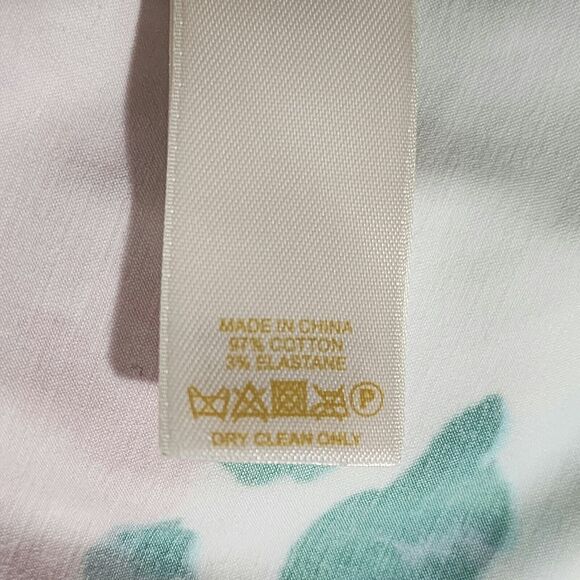 MADE IN CHINA
97% COTTON
3% ELASTANE
P
DRY CLEAN ONLY